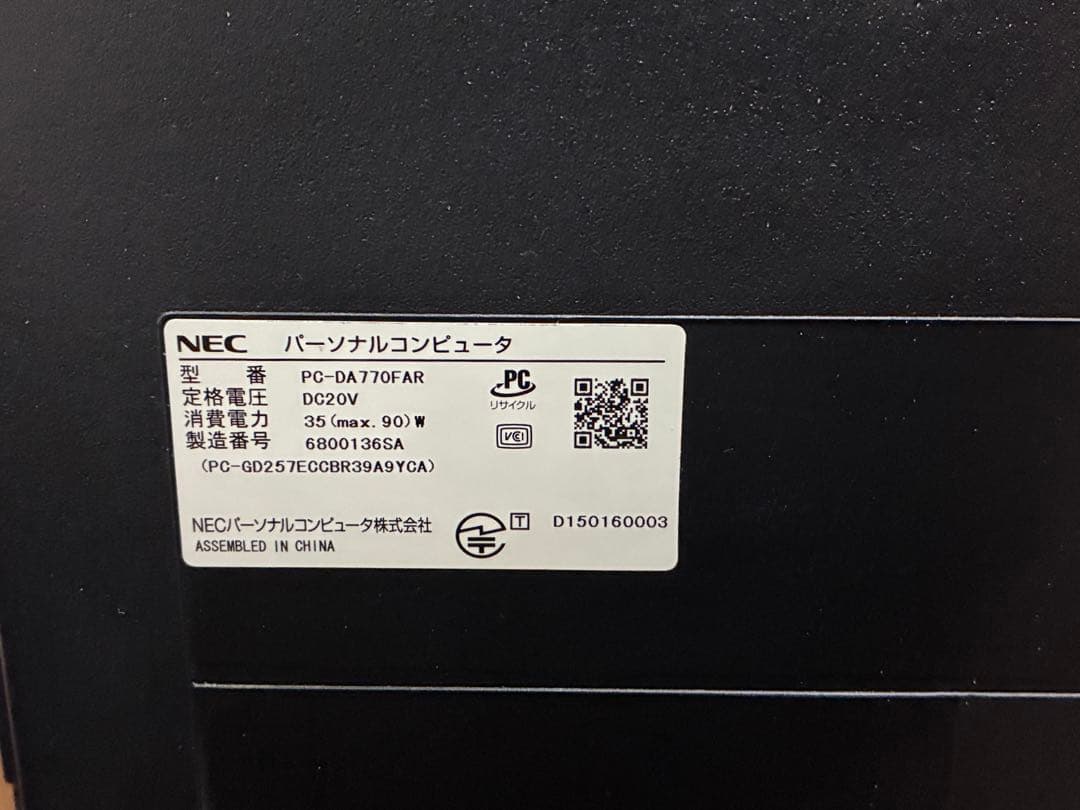 NEC パーソナルコンピュータ
型番 PC-DA770FAR
定格電圧 DC20V
消費電力 35(max.90)W
製造番号 6800136SA
(PC-GD257ECCBR39A9YCA)
PC
リサイクル
VCI
NECパーソナルコンピュータ株式会社
ASSEMBLED IN CHINA
T D150160003